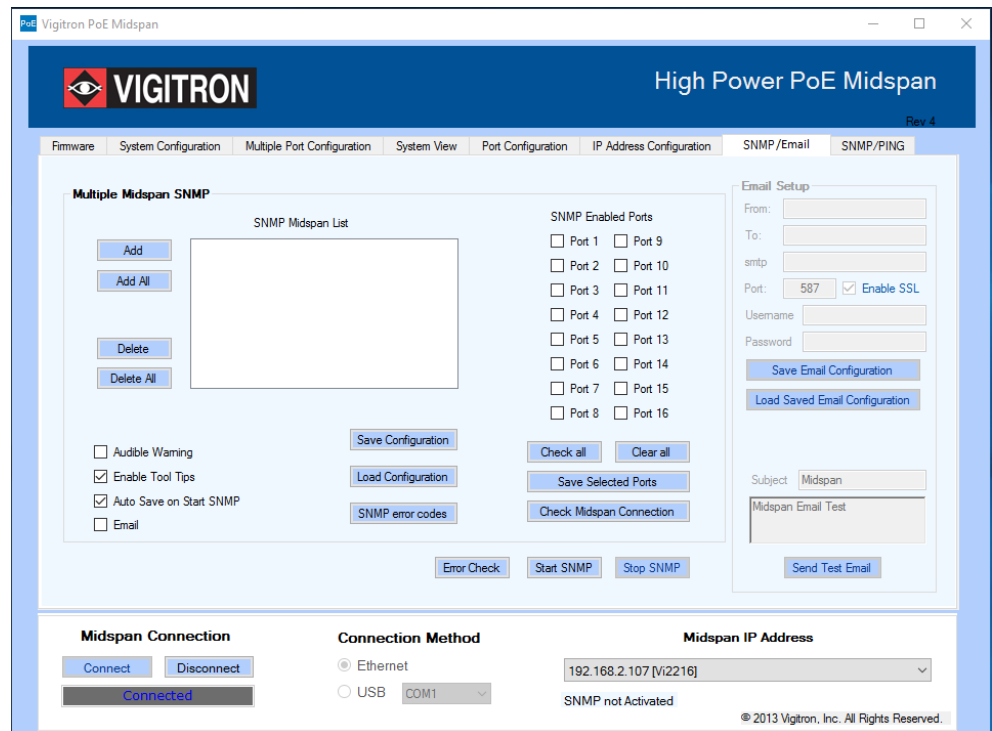 PoE Vigitron PoE Midspan
VIGITRON
High Power PoE Midspan
Rev 4
Firmware System Configuration Multiple Port Configuration System View Port Configuration IP Address Configuration SNMP/Email SNMP/PING
Multiple Midspan SNMP
SNMP Midspan List
Add
Add All
Delete
Delete All
Audible Warning
Enable Tool Tips
Auto Save on Start SNMP
Email
Save Configuration
Load Configuration
SNMP error codes
SNMP Enabled Ports
Port 1 Port 9
Port 2 Port 10
Port 3 Port 11
Port 4 Port 12
Port 5 Port 13
Port 6 Port 14
Port 7 Port 15
Port 8 Port 16
Check all Clear all
Save Selected Ports
Check Midspan Connection
Error Check Start SNMP Stop SNMP
Email Setup
From:
To:
smtp
Port: 587 Enable SSL
Username
Password
Save Email Configuration
Load Saved Email Configuration
Subject Midspan
Midspan Email Test
Send Test Email
Midspan Connection
Connect Disconnect
Connected
Connection Method
Ethernet
USB COM1
Midspan IP Address
192.168.2.107 [Vi2216]
SNMP not Activated
© 2013 Vigitron, Inc. All Rights Reserved.